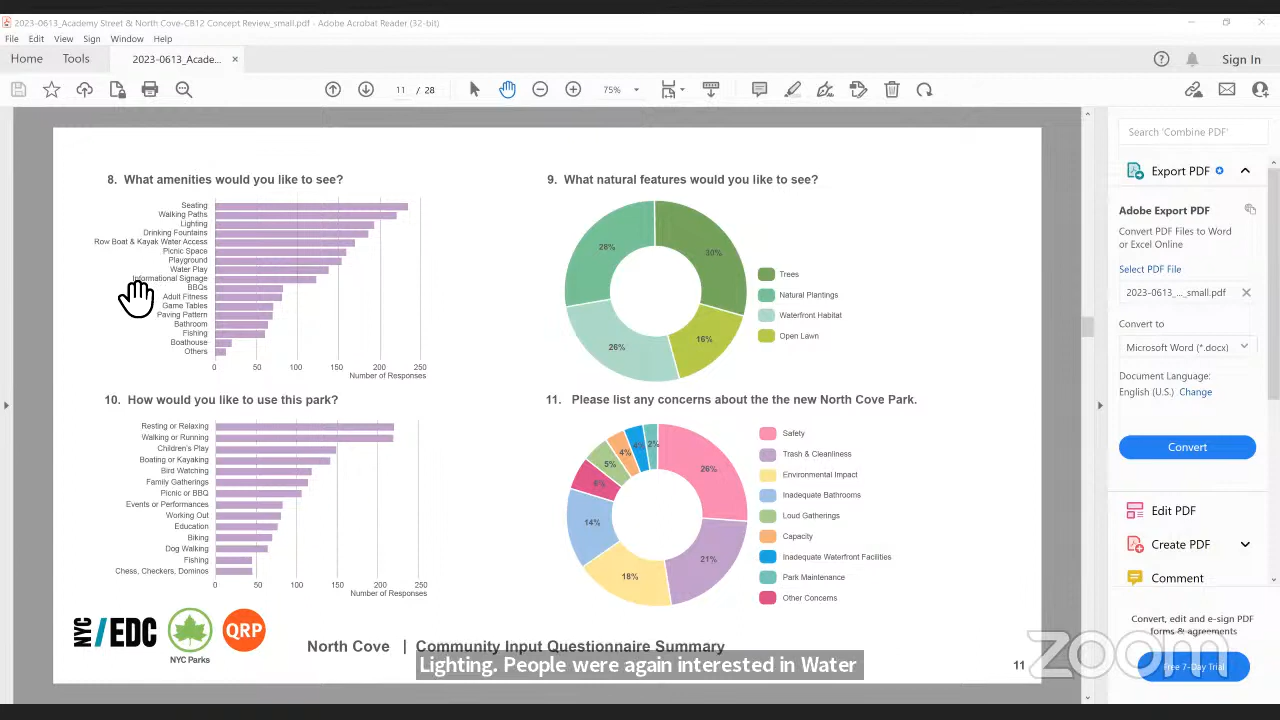 2023-0613_Academy Street & North Cove-CB12 Concept Review_small.pdf - Adobe Acrobat Reader (32-bit)
File Edit View Sign Window Help
Home Tools 2023-0613_Acade... × Sign In
11 / 28 75%
Search 'Combine PDF'
Export PDF
Adobe Export PDF
Convert PDF Files to Word
or Excel Online
Select PDF File
2023-0613_..._small.pdf
Convert to
Microsoft Word (*.docx)
Document Language:
English (U.S.) Change
Convert
Edit PDF
Create PDF
Comment
Convert, edit and e-sign PDF
forms & agreements
Free 7-Day Trial
8. What amenities would you like to see?
Seating
Walking Paths
Lighting
Drinking Fountains
Row Boat & Kayak Water Access
Picnic Space
Playground
Water Play
Informational Signage
BBQs
Adult Fitness
Game Tables
Paving Pattern
Bathroom
Fishing
Boathouse
Others
0 50 100 150 200 250
Number of Responses
9. What natural features would you like to see?
28%
30%
26%
16%
Trees
Natural Plantings
Waterfront Habitat
Open Lawn
10. How would you like to use this park?
Resting or Relaxing
Walking or Running
Children's Play
Boating or Kayaking
Bird Watching
Family Gatherings
Picnic or BBQ
Events or Performances
Working Out
Education
Biking
Dog Walking
Fishing
Chess, Checkers, Dominos
0 50 100 150 200 250
Number of Responses
11. Please list any concerns about the the new North Cove Park.
26%
21%
18%
14%
6%
5%
4%
4%
2%
Safety
Trash & Cleanliness
Environmental Impact
Inadequate Bathrooms
Loud Gatherings
Capacity
Inadequate Waterfront Facilities
Park Maintenance
Other Concerns
NYC/EDC
NYC Parks
QRP
North Cove | Community Input Questionnaire Summary
11
Lighting. People were again interested in Water
zoom